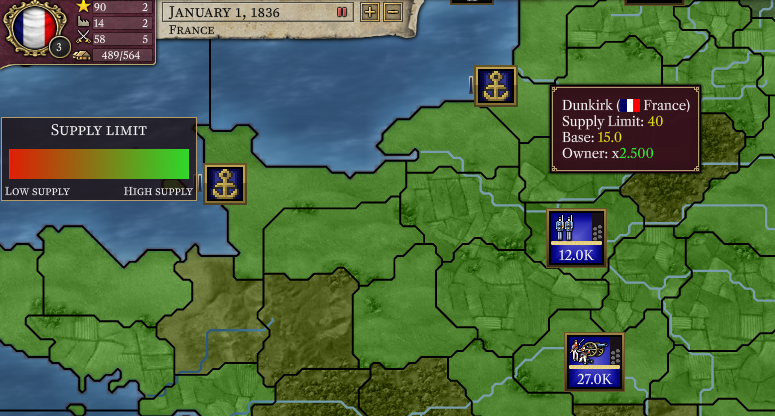 90 2
14 2
58 5
489/564
3
JANUARY 1, 1836
FRANCE
SUPPLY LIMIT
LOW SUPPLY HIGH SUPPLY
Dunkirk (France)
Supply Limit: 40
Base: 15.0
Owner: x2.500
12.0K
27.0K